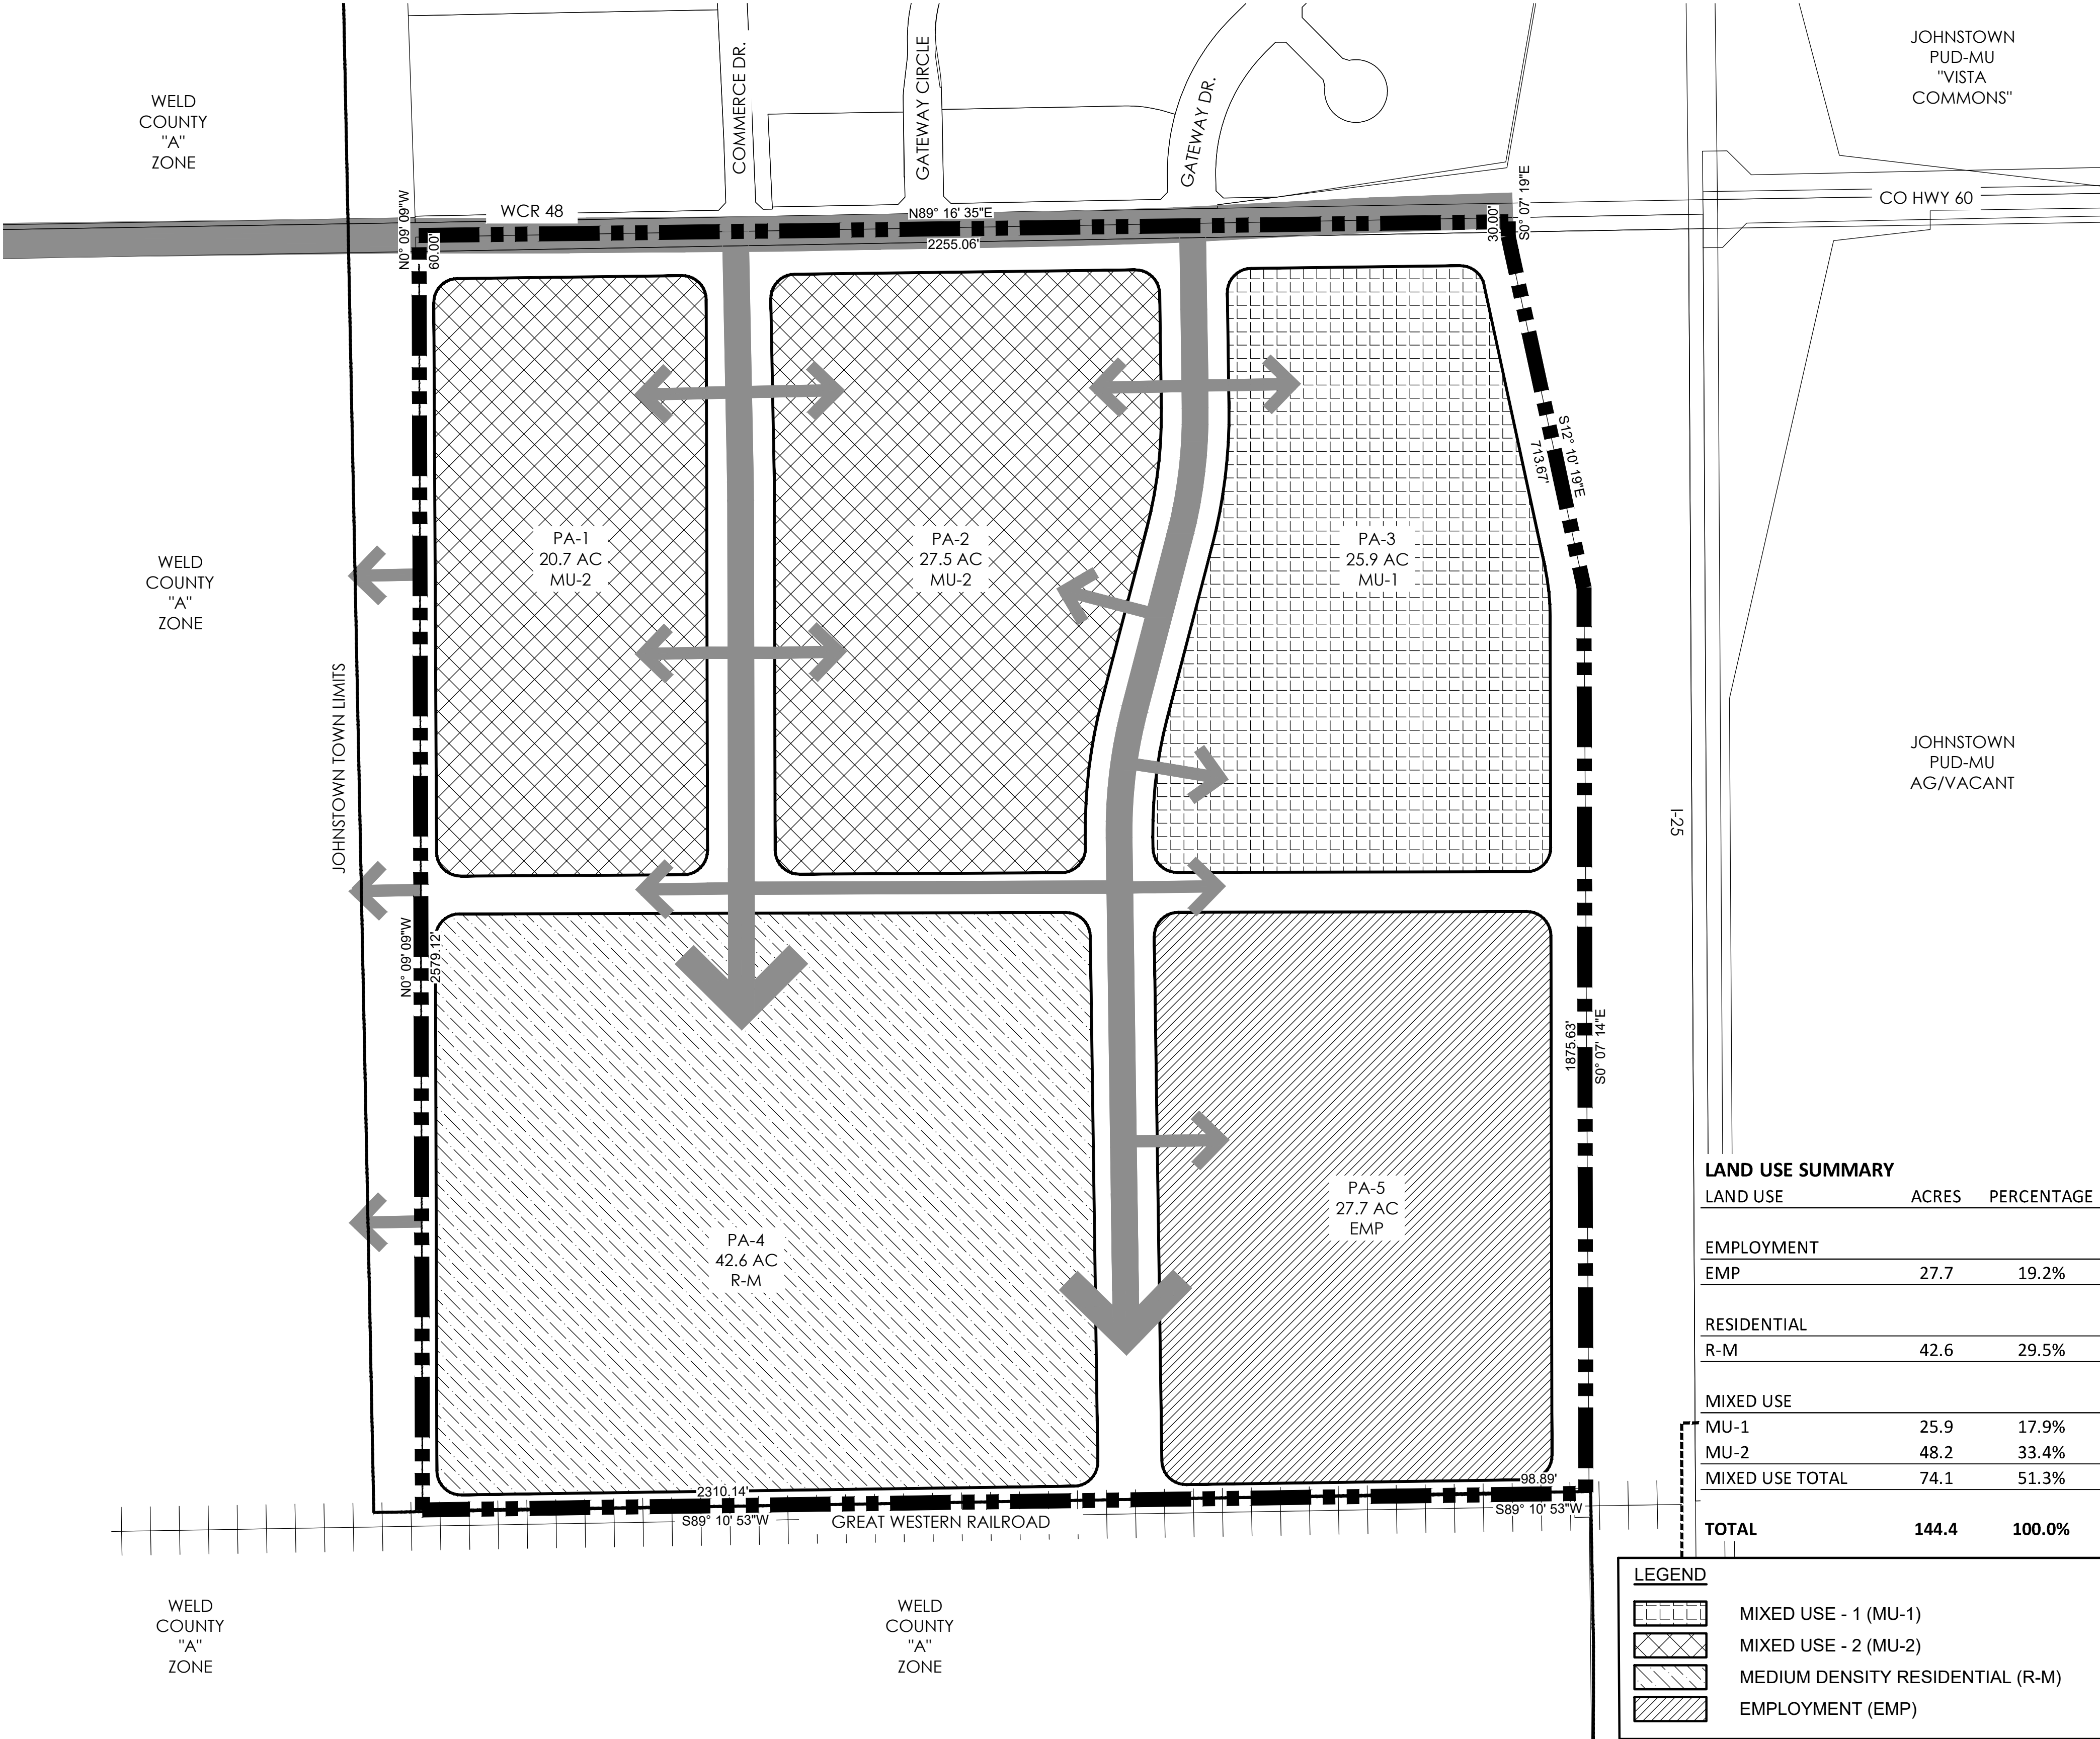 COMMERCE DR.
GATEWAY CIRCLE
GATEWAY DR.
JOHNSTOWN
PUD-MU
"VISTA
COMMONS"
WELD
COUNTY
"A"
ZONE
CO HWY 60
WCR 48
N89° 16' 35"E
2255.06'
N0° 09' 09"W
60.00'
30.00'
S0° 07' 19"E
S12° 10' 19"E
713.67'
PA-1
20.7 AC
MU-2
PA-2
27.5 AC
MU-2
PA-3
25.9 AC
MU-1
WELD
COUNTY
"A"
ZONE
JOHNSTOWN TOWN LIMITS
JOHNSTOWN
PUD-MU
AG/VACANT
I-25
N0° 09' 09"W
2579.12'
1875.63'
S0° 07' 14"E
PA-4
42.6 AC
R-M
PA-5
27.7 AC
EMP
2310.14'
S89° 10' 53"W
GREAT WESTERN RAILROAD
98.89'
S89° 10' 53"W
WELD
COUNTY
"A"
ZONE
WELD
COUNTY
"A"
ZONE
LAND USE SUMMARY
LAND USE ACRES PERCENTAGE
EMPLOYMENT
EMP 27.7 19.2%
RESIDENTIAL
R-M 42.6 29.5%
MIXED USE
MU-1 25.9 17.9%
MU-2 48.2 33.4%
MIXED USE TOTAL 74.1 51.3%
TOTAL 144.4 100.0%
LEGEND
MIXED USE - 1 (MU-1)
MIXED USE - 2 (MU-2)
MEDIUM DENSITY RESIDENTIAL (R-M)
EMPLOYMENT (EMP)